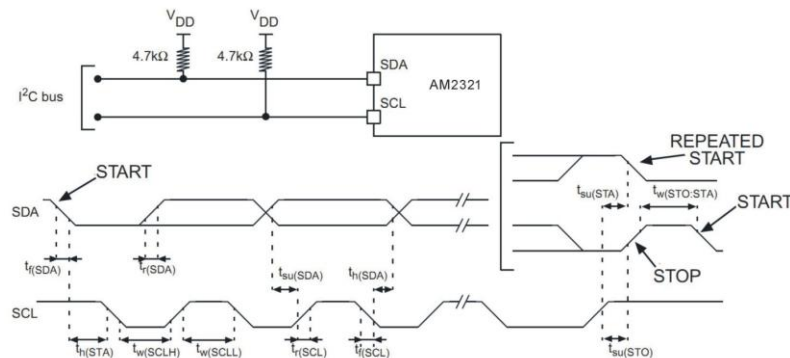 VDD VDD
4.7kΩ 4.7kΩ
SDA
I²C bus
AM2321
SCL
REPEATED
START
START
tsu(STA) tw(STO:STA)
START
SDA
tf(SDA) tr(SDA) tsu(SDA) th(SDA)
STOP
SCL
th(STA) tw(SCLH) tw(SCLL) tr(SCL) tf(SCL) tsu(STO)